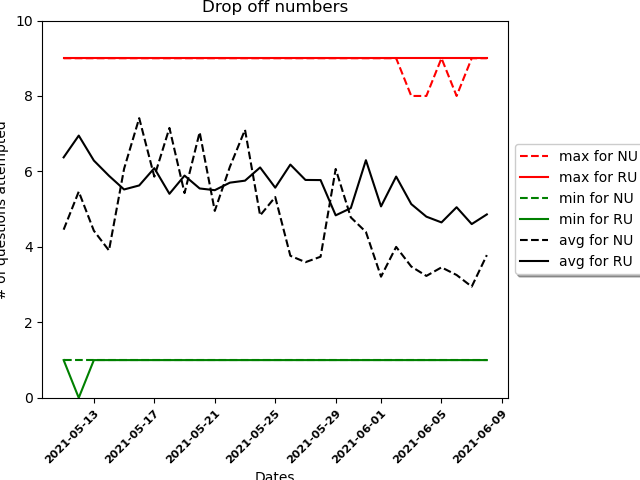 Drop off numbers
10
8
6
4
2
0
# of questions attempted
2021-05-13
2021-05-17
2021-05-21
2021-05-25
2021-05-29
2021-06-01
2021-06-05
2021-06-09
Dates
max for NU
max for RU
min for NU
min for RU
avg for NU
avg for RU